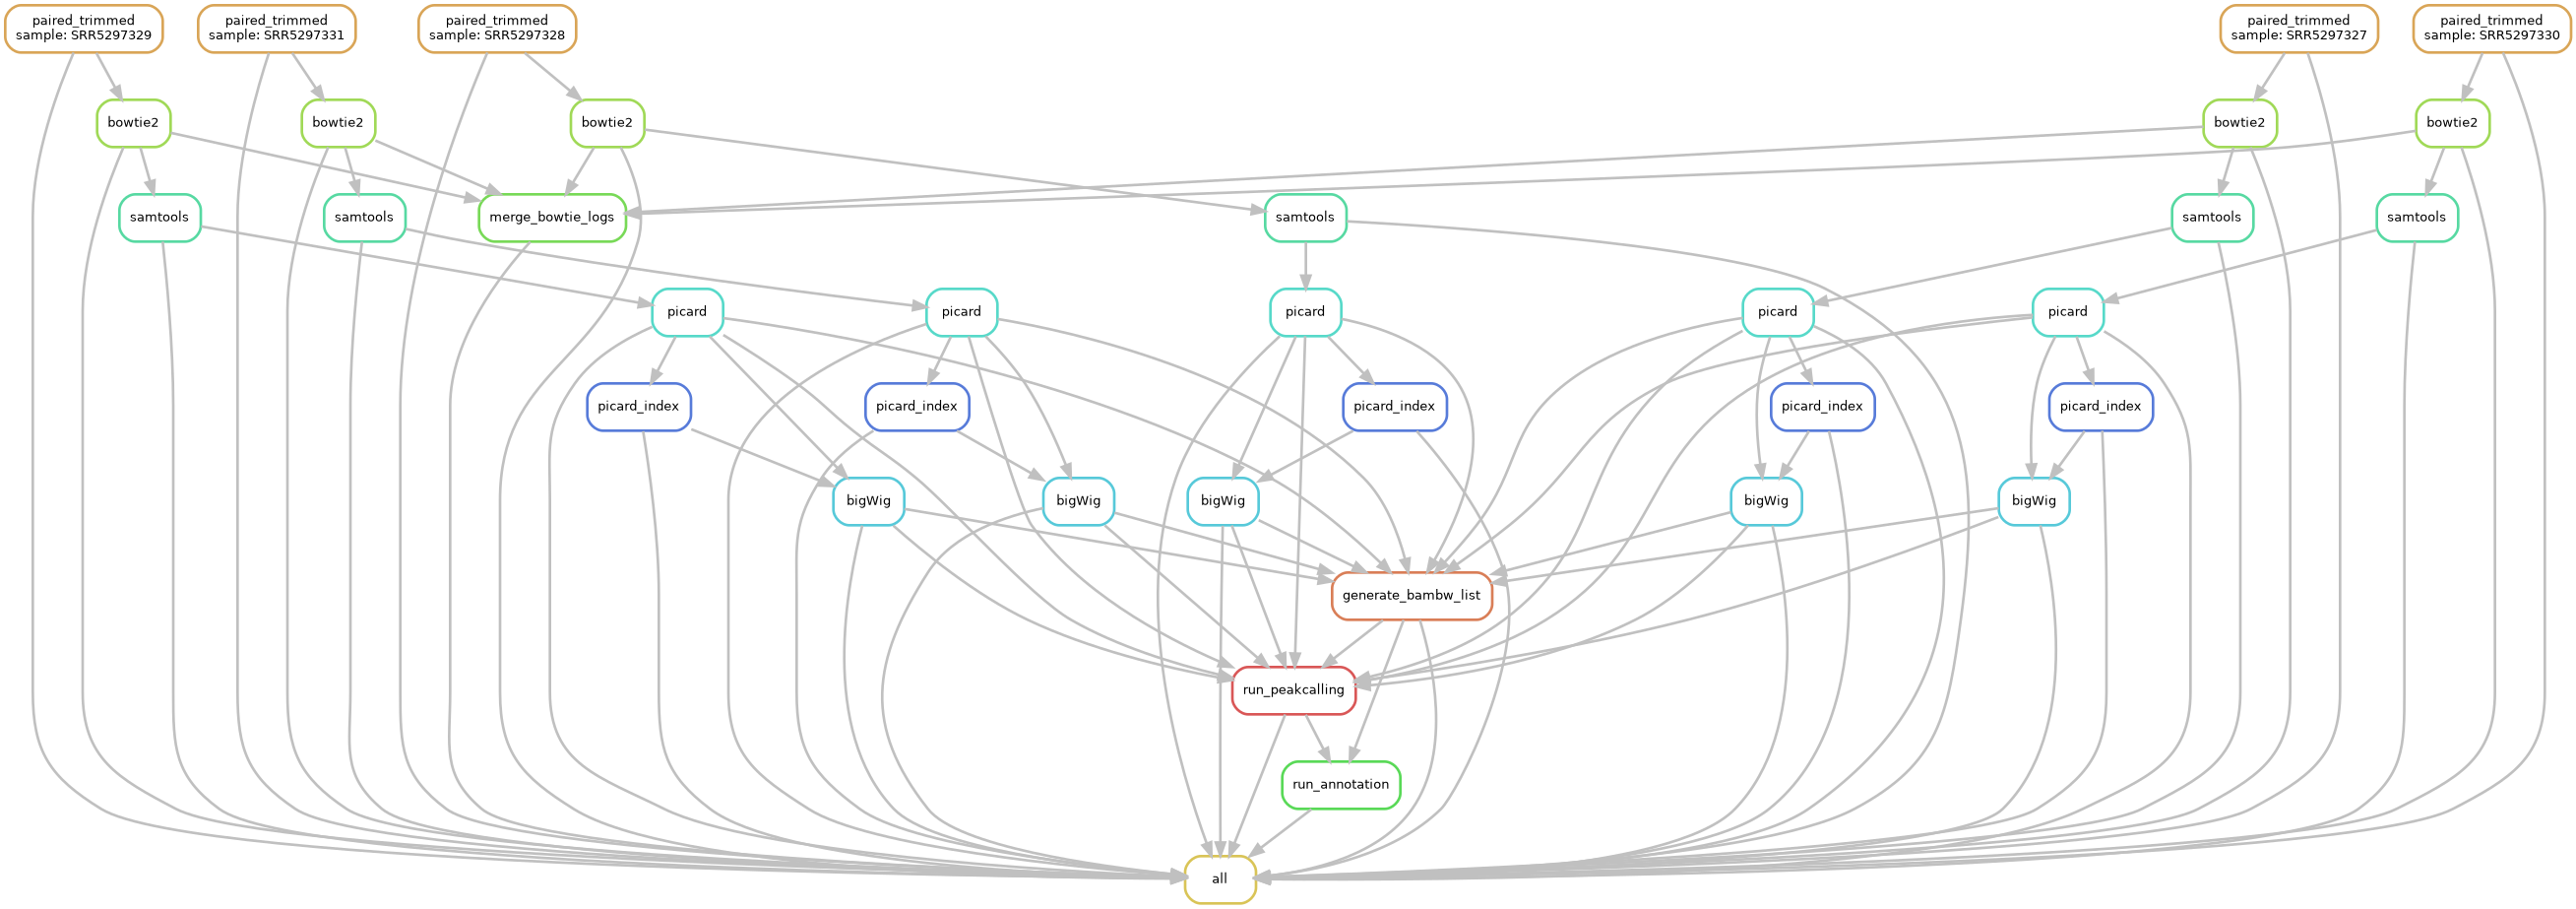 paired_trimmed
sample: SRR5297329
paired_trimmed
sample: SRR5297331
paired_trimmed
sample: SRR5297328
paired_trimmed
sample: SRR5297327
paired_trimmed
sample: SRR5297330
bowtie2
bowtie2
bowtie2
bowtie2
bowtie2
samtools
samtools
merge_bowtie_logs
samtools
samtools
samtools
picard
picard
picard
picard
picard
picard_index
picard_index
picard_index
picard_index
picard_index
bigWig
bigWig
bigWig
bigWig
bigWig
generate_bambw_list
run_peakcalling
run_annotation
all